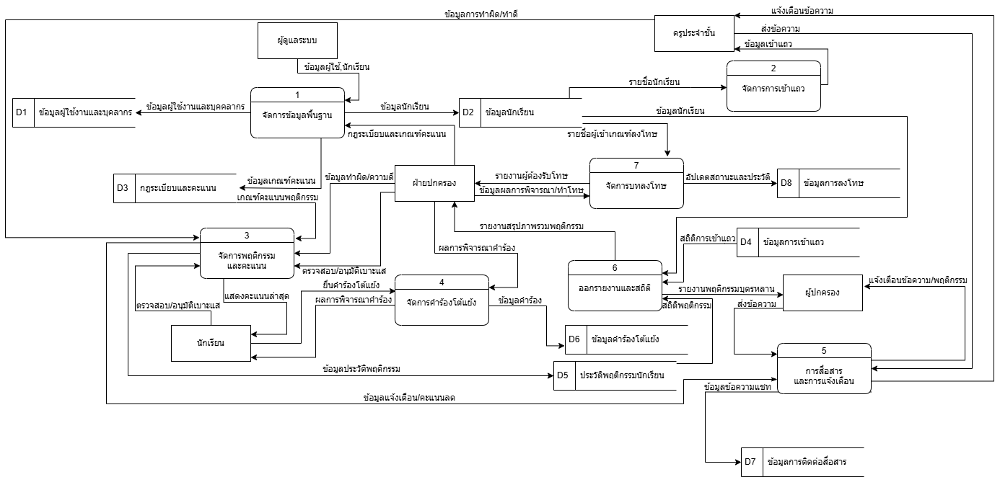 ข้อมูลการทำผิด/ทำดี
แจ้งเตือนข้อความ
ครูประจำชั้น
ส่งข้อความ
ผู้ดูแลระบบ
ข้อมูลเข้าแถว
ข้อมูลผู้ใช้,นักเรียน
2
จัดการการเข้าแถว
รายชื่อนักเรียน
1
จัดการข้อมูลพื้นฐาน
D1
ข้อมูลผู้ใช้งานและบุคลากร
ข้อมูลผู้ใช้งานและบุคลากร
ข้อมูลนักเรียน
D2
ข้อมูลนักเรียน
ข้อมูลนักเรียน
กฎระเบียบและเกณฑ์คะแนน
รายชื่อผู้เข้าเกณฑ์ลงโทษ
7
จัดการบทลงโทษ
D3
กฎระเบียบและคะแนน
ข้อมูลเกณฑ์คะแนน
ข้อมูลทำผิด/ความดี
ฝ่ายปกครอง
รายงานผู้ต้องรับโทษ
ข้อมูลผลการพิจารณา/ทำโทษ
อัปเดตสถานะและประวัติ
D8
ข้อมูลการลงโทษ
เกณฑ์คะแนนพฤติกรรม
รายงานสรุปภาพรวมพฤติกรรม
3
จัดการพฤติกรรม
และคะแนน
ผลการพิจารณาคำร้อง
สถิติการเข้าแถว
D4
ข้อมูลการเข้าแถว
ตรวจสอบ/อนุมัติเบาะแส
6
ออกรายงานและสถิติ
4
จัดการคำร้องโต้แย้ง
ยื่นคำร้องโต้แย้ง
ผลการพิจารณาคำร้อง
แสดงคะแนนล่าสุด
ตรวจสอบ/อนุมัติเบาะแส
ข้อมูลคำร้อง
รายงานพฤติกรรมบุตรหลาน
สถิติพฤติกรรม
ผู้ปกครอง
แจ้งเตือนข้อความ/พฤติกรรม
ส่งข้อความ
นักเรียน
D6
ข้อมูลคำร้องโต้แย้ง
5
การสื่อสาร
และการแจ้งเตือน
ข้อมูลประวัติพฤติกรรม
D5
ประวัติพฤติกรรมนักเรียน
ข้อมูลแจ้งเตือน/คะแนนลด
ข้อมูลข้อความแชท
D7
ข้อมูลการติดต่อสื่อสาร